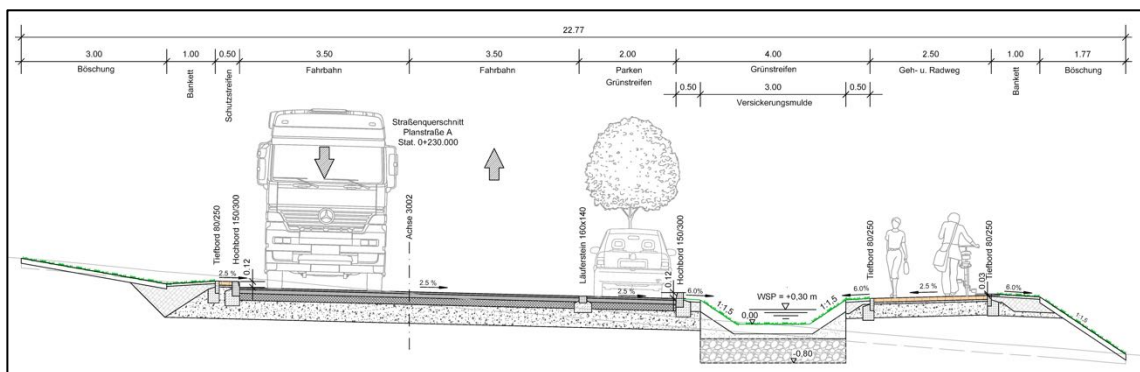 22.77
3.00
1.00
0.50
3.50
3.50
2.00
4.00
2.50
1.00
1.77
Böschung
Bankett
Schutzstreifen
Fahrbahn
Fahrbahn
Parken
Grünstreifen
Grünstreifen
Geh- u. Radweg
Bankett
Böschung
0.50
3.00
0.50
Versickerungsmulde
Straßenquerschnitt
Planstraße A
Stat. 0+230.000
Tiefbord 80/250
Hochbord 150/300
Achse 3002
Läuferstein 160x140
Hochbord 150/300
Tiefbord 80/250
Tiefbord 80/250
2.5 %
0.12
2.5 %
2.5 %
0.12
6.0%
1:1,5
WSP = +0,30 m
0.00
1:1,5
6.0%
2.5 %
0.03
6.0%
1:1,5
-0.80